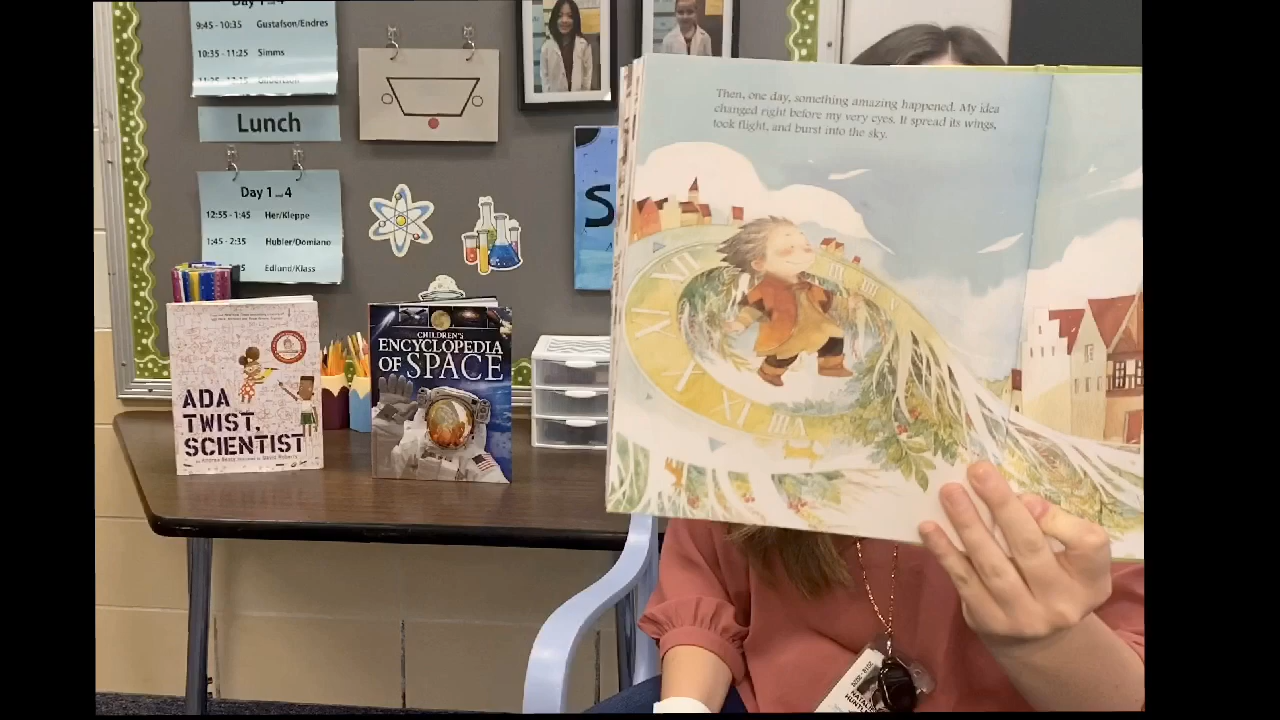 Day 1-4
9:45 - 10:35 Gustafson/Endres
10:35 - 11:25 Simms
Lunch
Day 1-4
12:55 - 1:45 Her/Kleppe
1:45 - 2:35 Hubler/Domiano
Edlund/Klass
S
ADA
TWIST,
SCIENTIST
CHILDREN'S
ENCYCLOPEDIA
OF SPACE
Then, one day, something amazing happened. My idea
changed right before my very eyes. It spread its wings,
took flight, and burst into the sky.